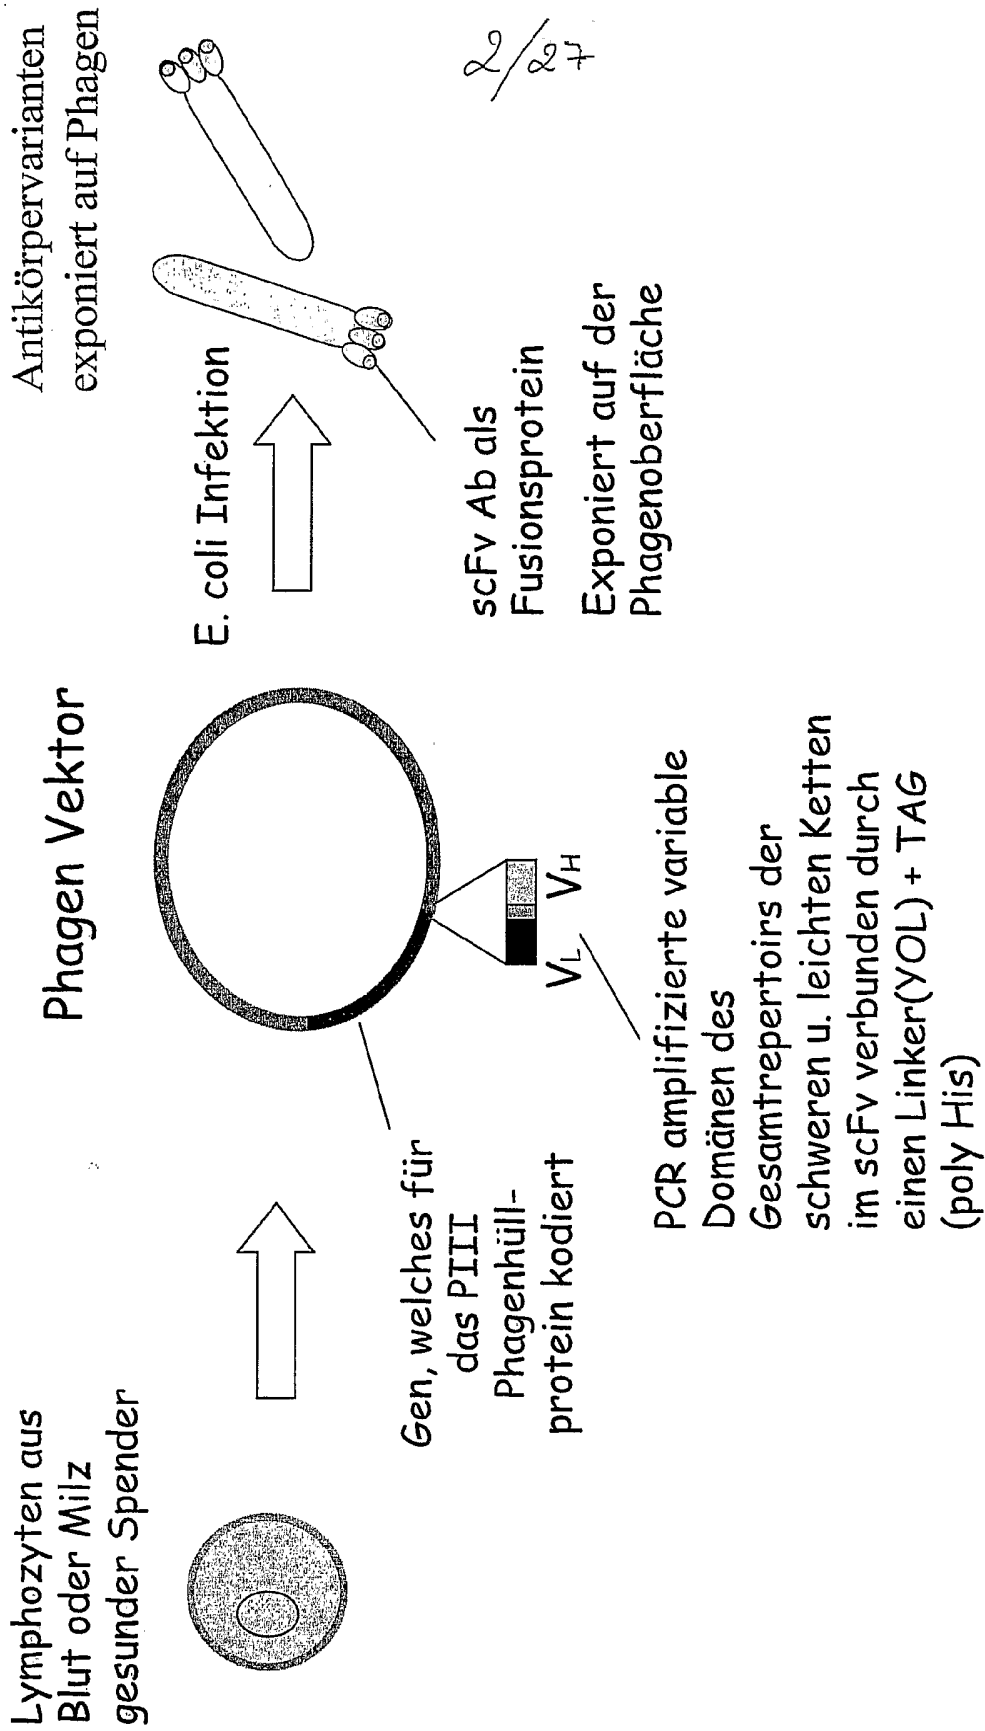 2/27
Lymphozyten aus
Blut oder Milz
gesunder Spender
Phagen Vektor
Antikörpervarianten
exponiert auf Phagen
E. coli Infektion
Gen, welches für
das PIII
Phagenhüll-
protein kodiert
VL VH
scFv Ab als
Fusionsprotein
Exponiert auf der
Phagenoberfläche
PCR amplifizierte variable
Domänen des
Gesamtrepertoirs der
schweren u. leichten Ketten
im scFv verbunden durch
einen Linker(YOL) + TAG
(poly His)